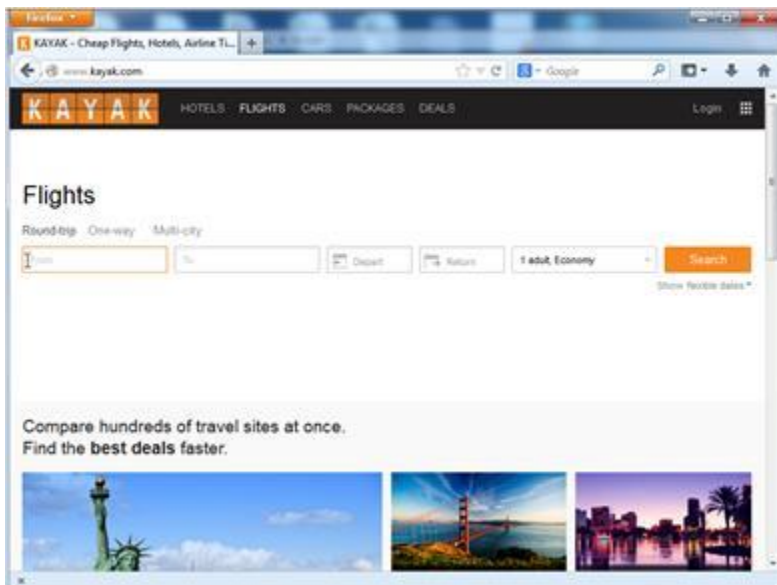 Firefox
KAYAK - Cheap Flights, Hotels, Airline Ti...
www.kayak.com
Google
KAYAK
HOTELS FLIGHTS CARS PACKAGES DEALS
Login
Flights
Round-trip One-way Multi-city
From
To
Depart
Return
1 adult, Economy
Search
Show flexible dates
Compare hundreds of travel sites at once.
Find the best deals faster.